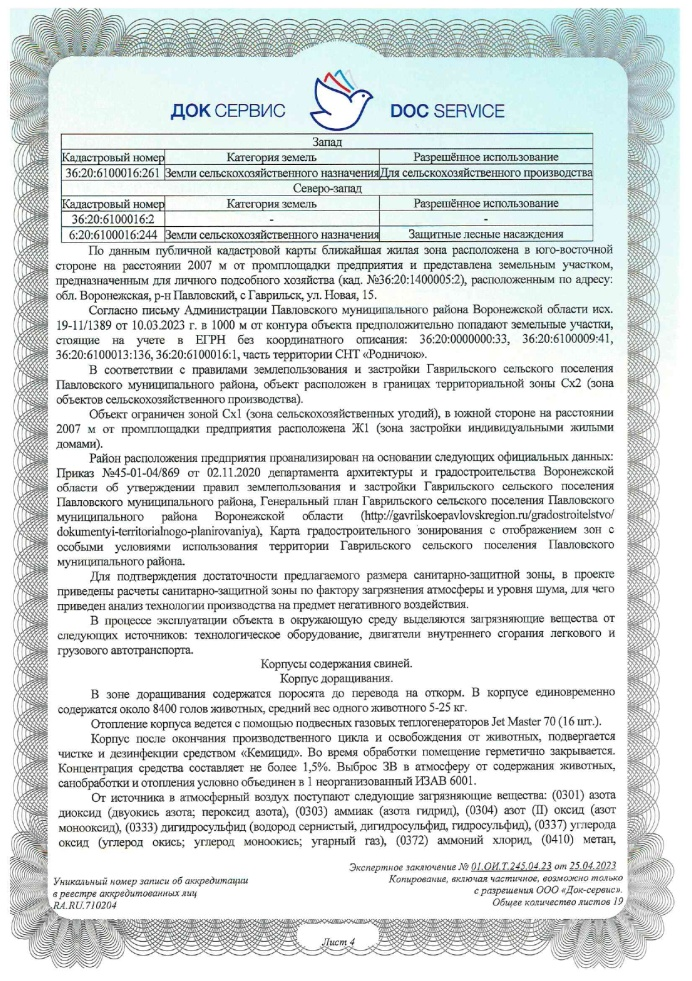 ДОК СЕРВИС DOC SERVICE
Запад
Кадастровый номер Категория земель Разрешённое использование
36:20:6100016:261 Земли сельскохозяйственного назначения Для сельскохозяйственного производства
Северо-запад
Кадастровый номер Категория земель Разрешённое использование
36:20:6100016:2 - -
6:20:6100016:244 Земли сельскохозяйственного назначения Защитные лесные насаждения
По данным публичной кадастровой карты ближайшая жилая зона расположена в юго-восточной
стороне на расстоянии 2007 м от промплощадки предприятия и представлена земельным участком,
предназначенным для личного подсобного хозяйства (кад. №36:20:1400005:2), расположенным по адресу:
обл. Воронежская, р-н Павловский, с Гаврильск, ул. Новая, 15.
Согласно письму Администрации Павловского муниципального района Воронежской области исх.
19-11/1389 от 10.03.2023 г. в 1000 м от контура объекта предположительно попадают земельные участки,
стоящие на учете в ЕГРН без координатного описания: 36:20:0000000:33, 36:20:6100009:41,
36:20:6100013:136, 36:20:6100016:1, часть территории СНТ «Родничок».
В соответствии с правилами землепользования и застройки Гаврильского сельского поселения
Павловского муниципального района, объект расположен в границах территориальной зоны Сх2 (зона
объектов сельскохозяйственного производства).
Объект ограничен зоной Сх1 (зона сельскохозяйственных угодий), в южной стороне на расстоянии
2007 м от промплощадки предприятия расположена Ж1 (зона застройки индивидуальными жилыми
домами).
Район расположения предприятия проанализирован на основании следующих официальных данных:
Приказ №45-01-04/869 от 02.11.2020 департамента архитектуры и градостроительства Воронежской
области об утверждении правил землепользования и застройки Гаврильского сельского поселения
Павловского муниципального района, Генеральный план Гаврильского сельского поселения Павловского
муниципального района Воронежской области (http://gavrilskoepavlovskregion.ru/gradostroitelstvo/
dokumentyi-territorialnogo-planirovaniya), Карта градостроительного зонирования с отображением зон с
особыми условиями использования территории Гаврильского сельского поселения Павловского
муниципального района.
Для подтверждения достаточности предлагаемого размера санитарно-защитной зоны, в проекте
приведены расчеты санитарно-защитной зоны по фактору загрязнения атмосферы и уровня шума, для чего
приведен анализ технологии производства на предмет негативного воздействия.
В процессе эксплуатации объекта в окружающую среду выделяются загрязняющие вещества от
следующих источников: технологическое оборудование, двигатели внутреннего сгорания легкового и
грузового автотранспорта.
Корпусы содержания свиней.
Корпус доращивания.
В зоне доращивания содержатся поросята до перевода на откорм. В корпусе единовременно
содержатся около 8400 голов животных, средний вес одного животного 5-25 кг.
Отопление корпуса ведется с помощью подвесных газовых теплогенераторов Jet Master 70 (16 шт.).
Корпус после окончания производственного цикла и освобождения от животных, подвергается
чистке и дезинфекции средством «Кемицид». Во время обработки помещение герметично закрывается.
Концентрация средства составляет не более 1,5%. Выброс ЗВ в атмосферу от содержания животных,
санобработки и отопления условно объединен в 1 неорганизованный ИЗАВ 6001.
От источника в атмосферный воздух поступают следующие загрязняющие вещества: (0301) азота
диоксид (двуокись азота; пероксид азота), (0303) аммиак (азота гидрид), (0304) азот (II) оксид (азот
монооксид), (0333) дигидросульфид (водород сернистый, дигидросульфид, гидросульфид), (0337) углерода
оксид (углерод окись; углерод моноокись; угарный газ), (0372) аммоний хлорид, (0410) метан,
Экспертное заключение № 01.ОИ.Т.245.04.23 от 25.04.2023
Уникальный номер записи об аккредитации Копирование, включая частичное, возможно только
в реестре аккредитованных лиц с разрешения ООО «Док-сервис».
RA.RU.710204 Общее количество листов 19
Лист 4